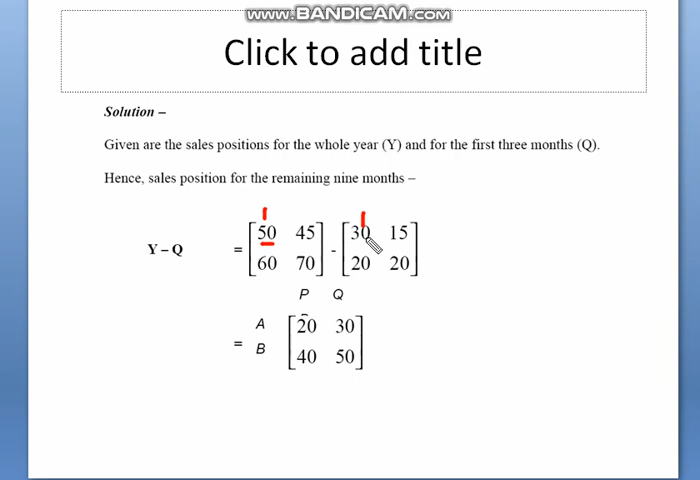 www.BANDICAM.com
Click to add title
Solution –
Given are the sales positions for the whole year (Y) and for the first three months (Q).
Hence, sales position for the remaining nine months –
50 45 30 15
Y – Q = -
60 70 20 20
P Q
A 20 30
= B
40 50